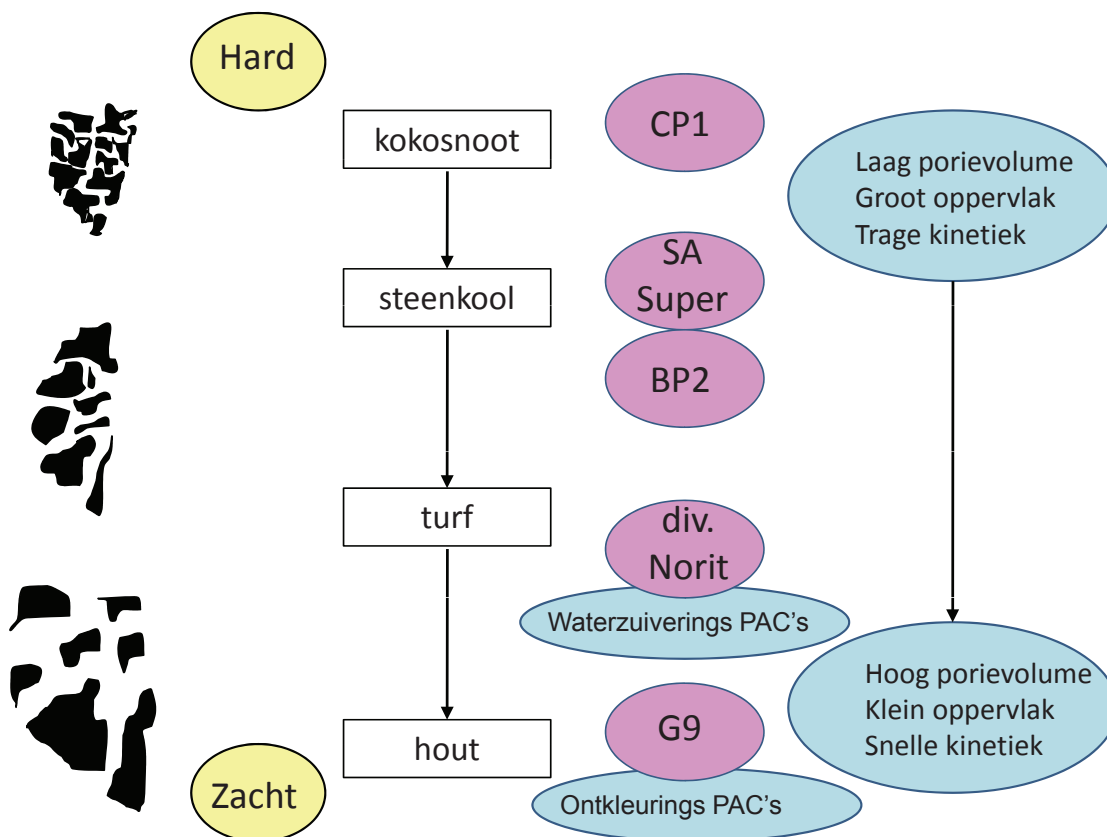 Hard
kokosnoot
CP1
Laag porievolume
Groot oppervlak
Trage kinetiek
steenkool
SA
Super
BP2
turf
div.
Norit
Waterzuiverings PAC's
Hoog porievolume
Klein oppervlak
Snelle kinetiek
hout
G9
Zacht
Ontkleurings PAC's